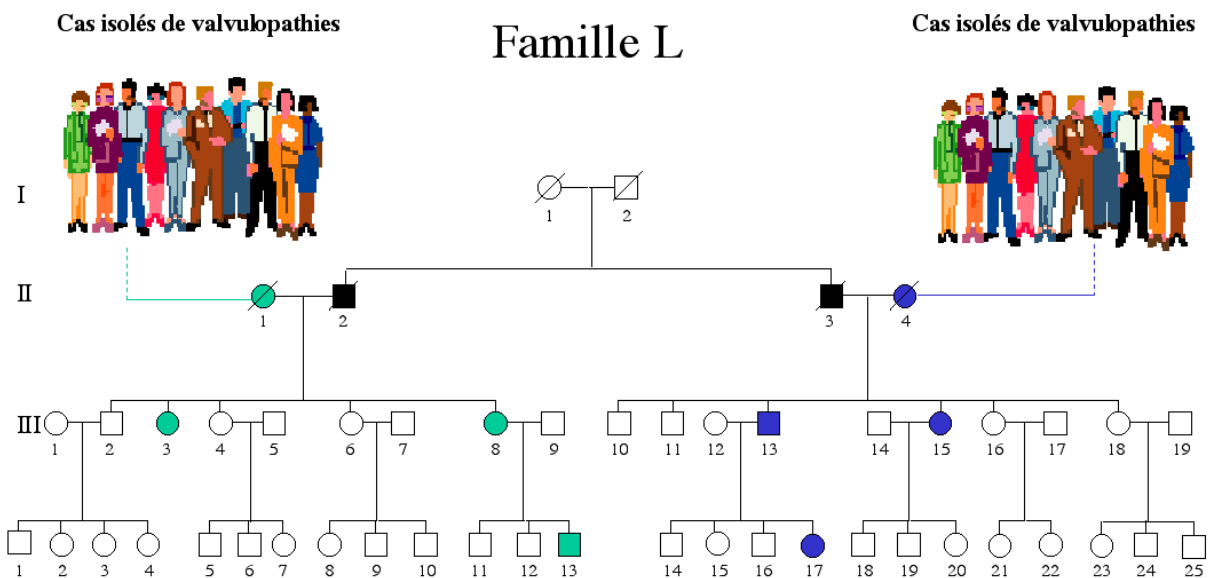 Cas isolés de valvulopathies
Famille L
Cas isolés de valvulopathies
I
1 2
II
1 2 3 4
III
1 2 3 4 5 6 7 8 9 10 11 12 13 14 15 16 17 18 19
1 2 3 4 5 6 7 8 9 10 11 12 13 14 15 16 17 18 19 20 21 22 23 24 25